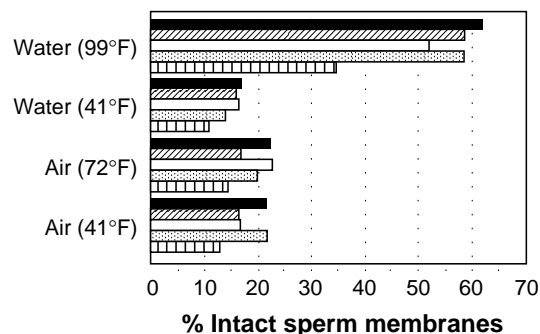 Water (99°F)
Water (41°F)
Air (72°F)
Air (41°F)
0 10 20 30 40 50 60 70
% Intact sperm membranes